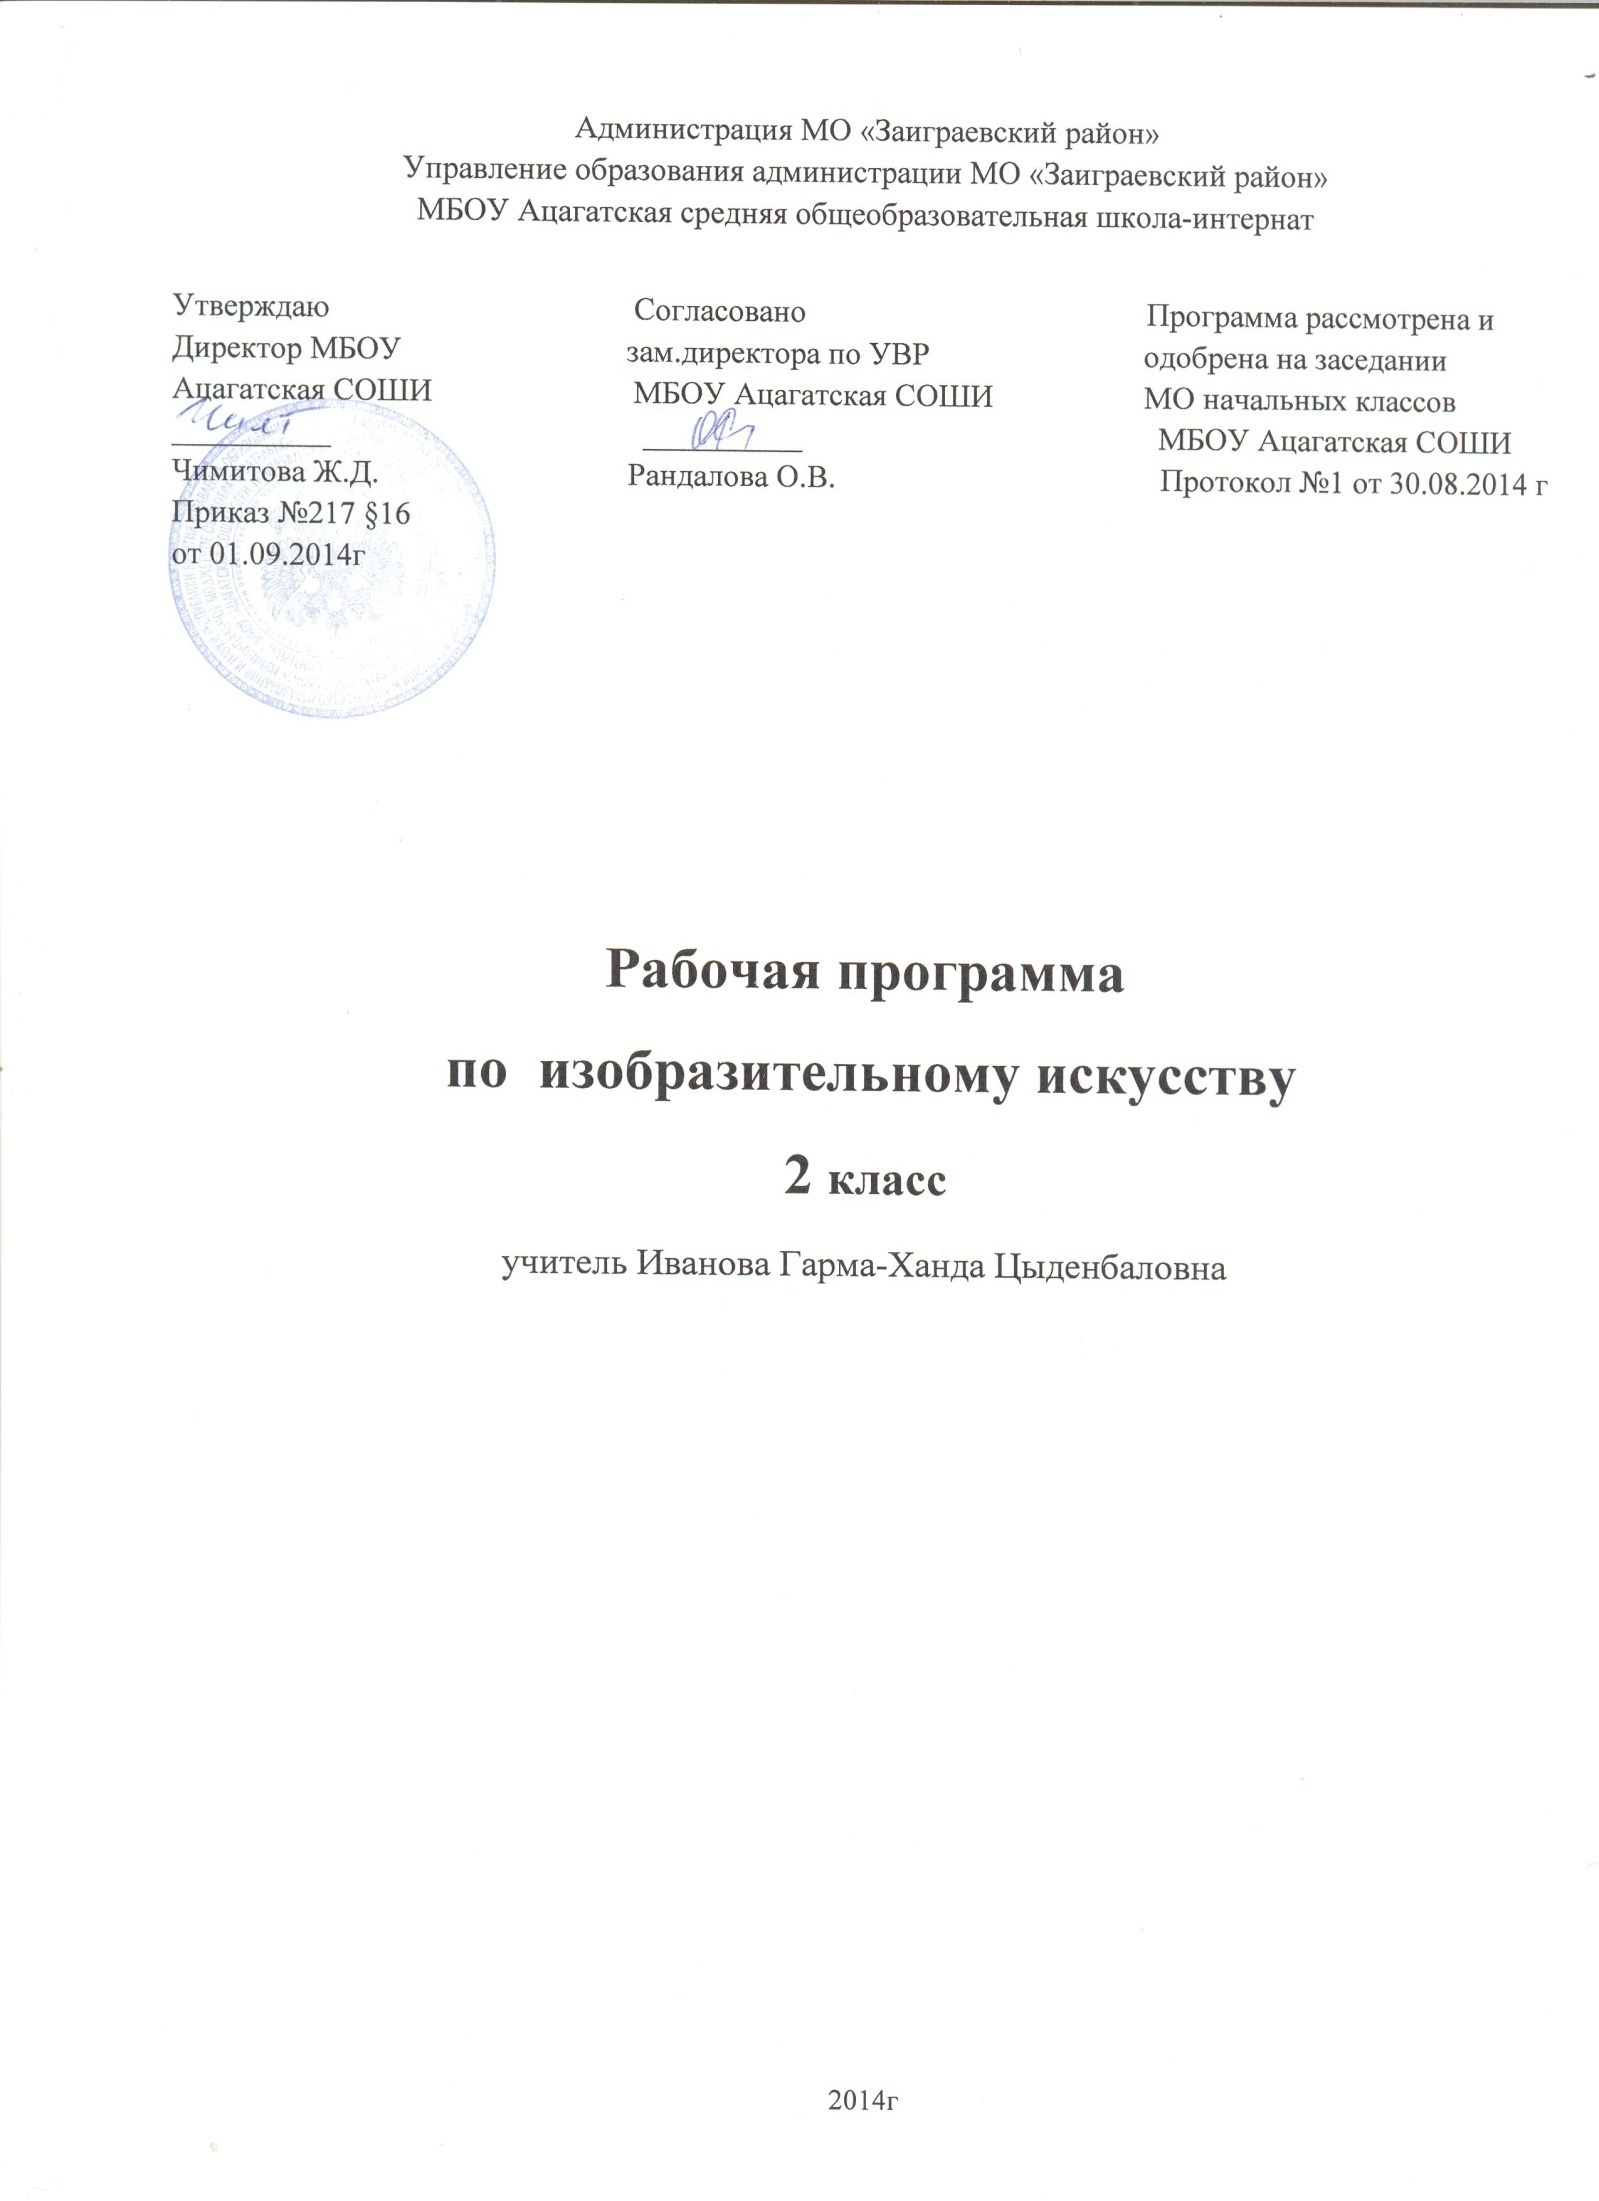 Администрация МО «Заиграевский район»
Управление образования администрации МО «Заиграевский район»
МБОУ Ацагатская средняя общеобразовательная школа-интернат
Утверждаю
Директор МБОУ
Ацагатская СОШИ
Чимитова Ж.Д.
Приказ №217 §16
от 01.09.2014г
Согласовано
зам.директора по УВР
МБОУ Ацагатская СОШИ
Рандалова О.В.
Программа рассмотрена и
одобрена на заседании
МО начальных классов
МБОУ Ацагатская СОШИ
Протокол №1 от 30.08.2014 г
Рабочая программа
по изобразительному искусству
2 класс
учитель Иванова Гарма-Ханда Цыденбаловна
2014г